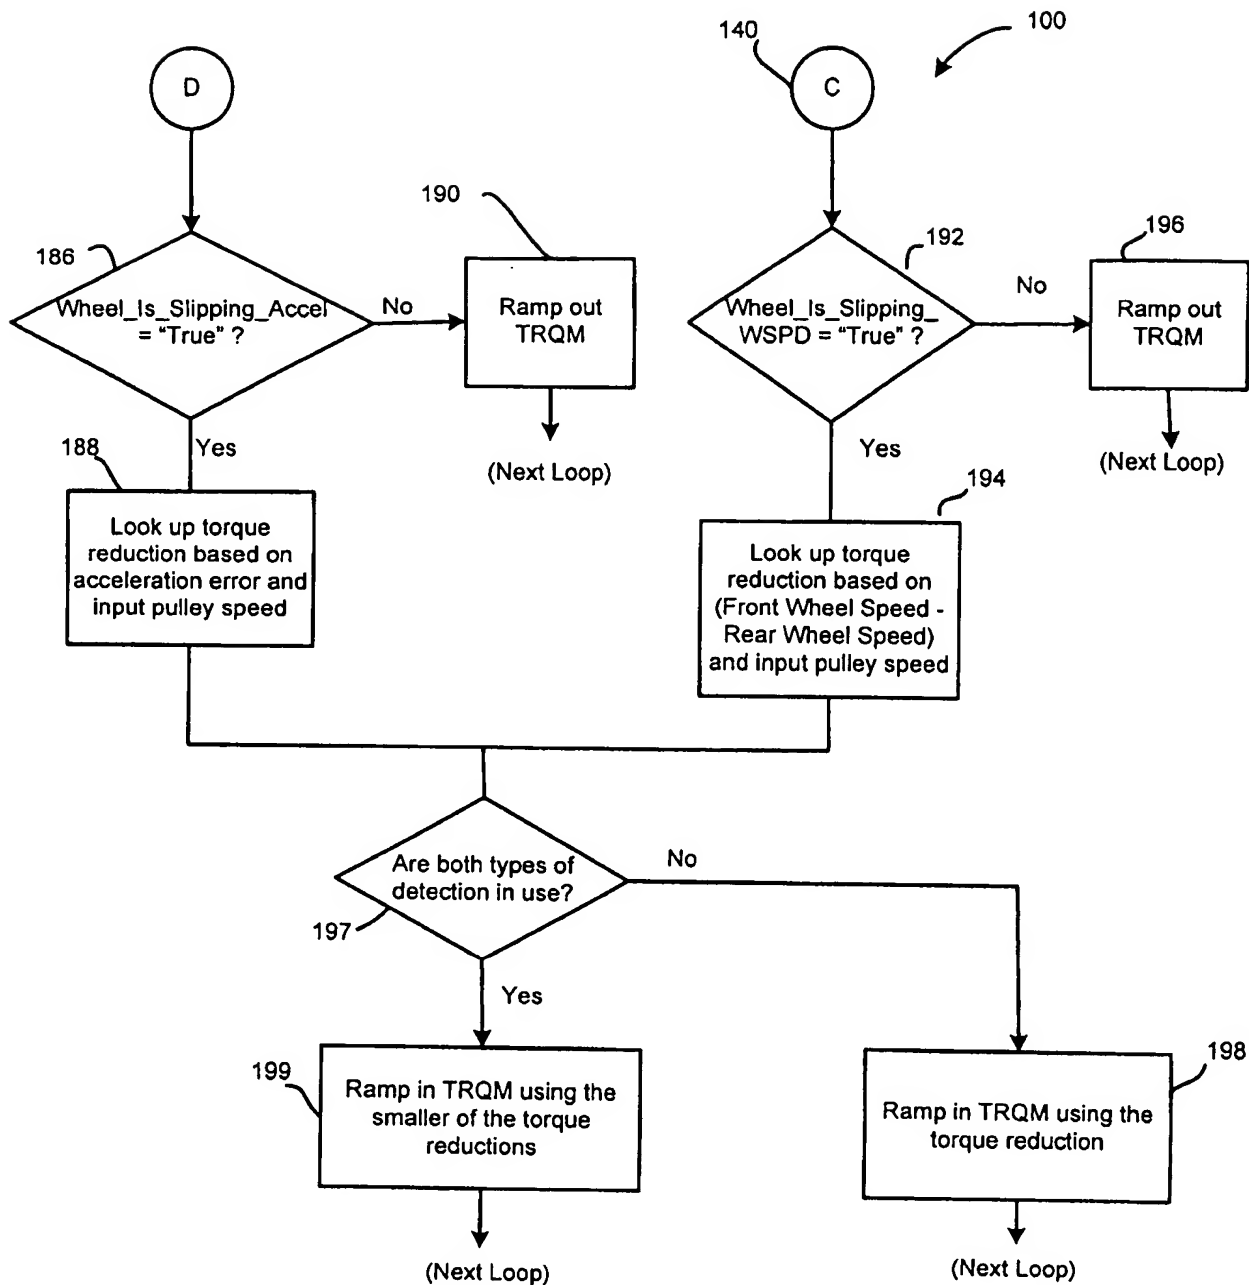 100
140
D
C
190
186
192
196
Wheel_Is_Slipping_Accel
= "True" ?
No
Ramp out
TRQM
Wheel_Is_Slipping_
WSPD = "True" ?
No
Ramp out
TRQM
188
Yes
(Next Loop)
Yes
(Next Loop)
194
Look up torque
reduction based on
acceleration error and
input pulley speed
Look up torque
reduction based on
(Front Wheel Speed -
Rear Wheel Speed)
and input pulley speed
Are both types of
detection in use?
No
197
Yes
199
Ramp in TRQM using the
smaller of the torque
reductions
198
Ramp in TRQM using the
torque reduction
(Next Loop)
(Next Loop)